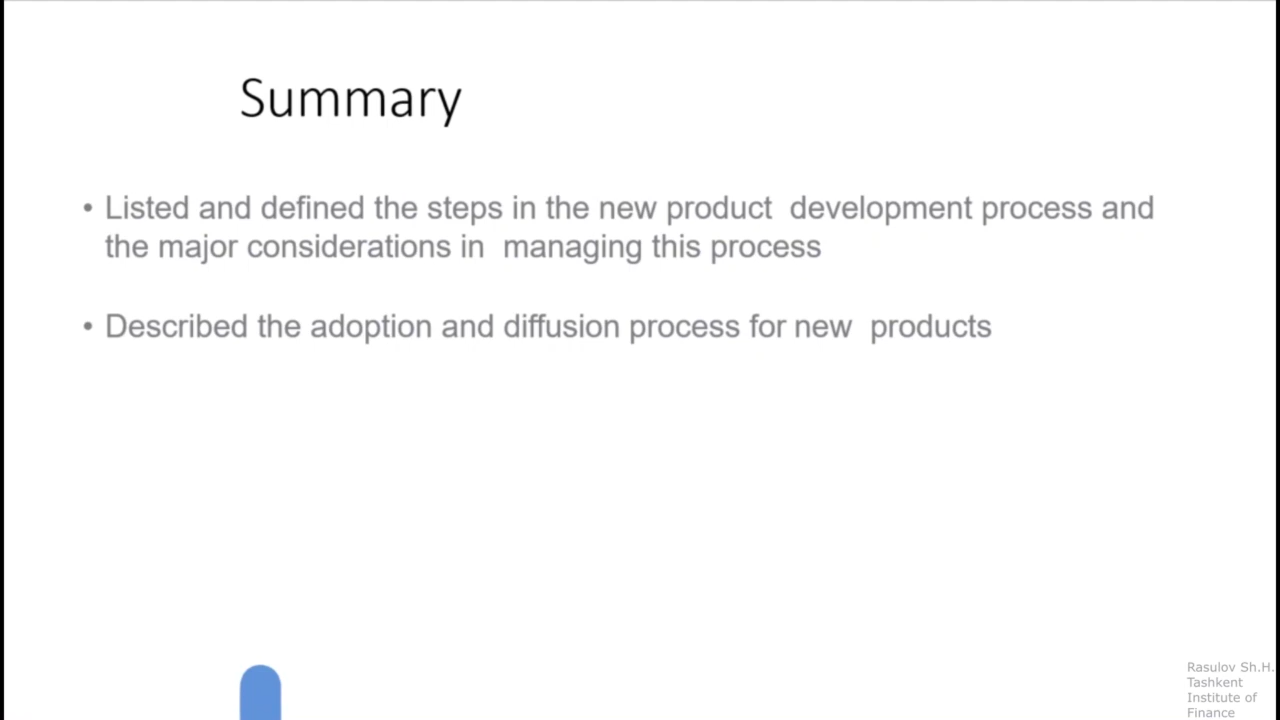 Summary
• Listed and defined the steps in the new product  development process and
the major considerations in  managing this process
• Described the adoption and diffusion process for new  products
Rasulov Sh.H.
Tashkent
Institute of
Finance